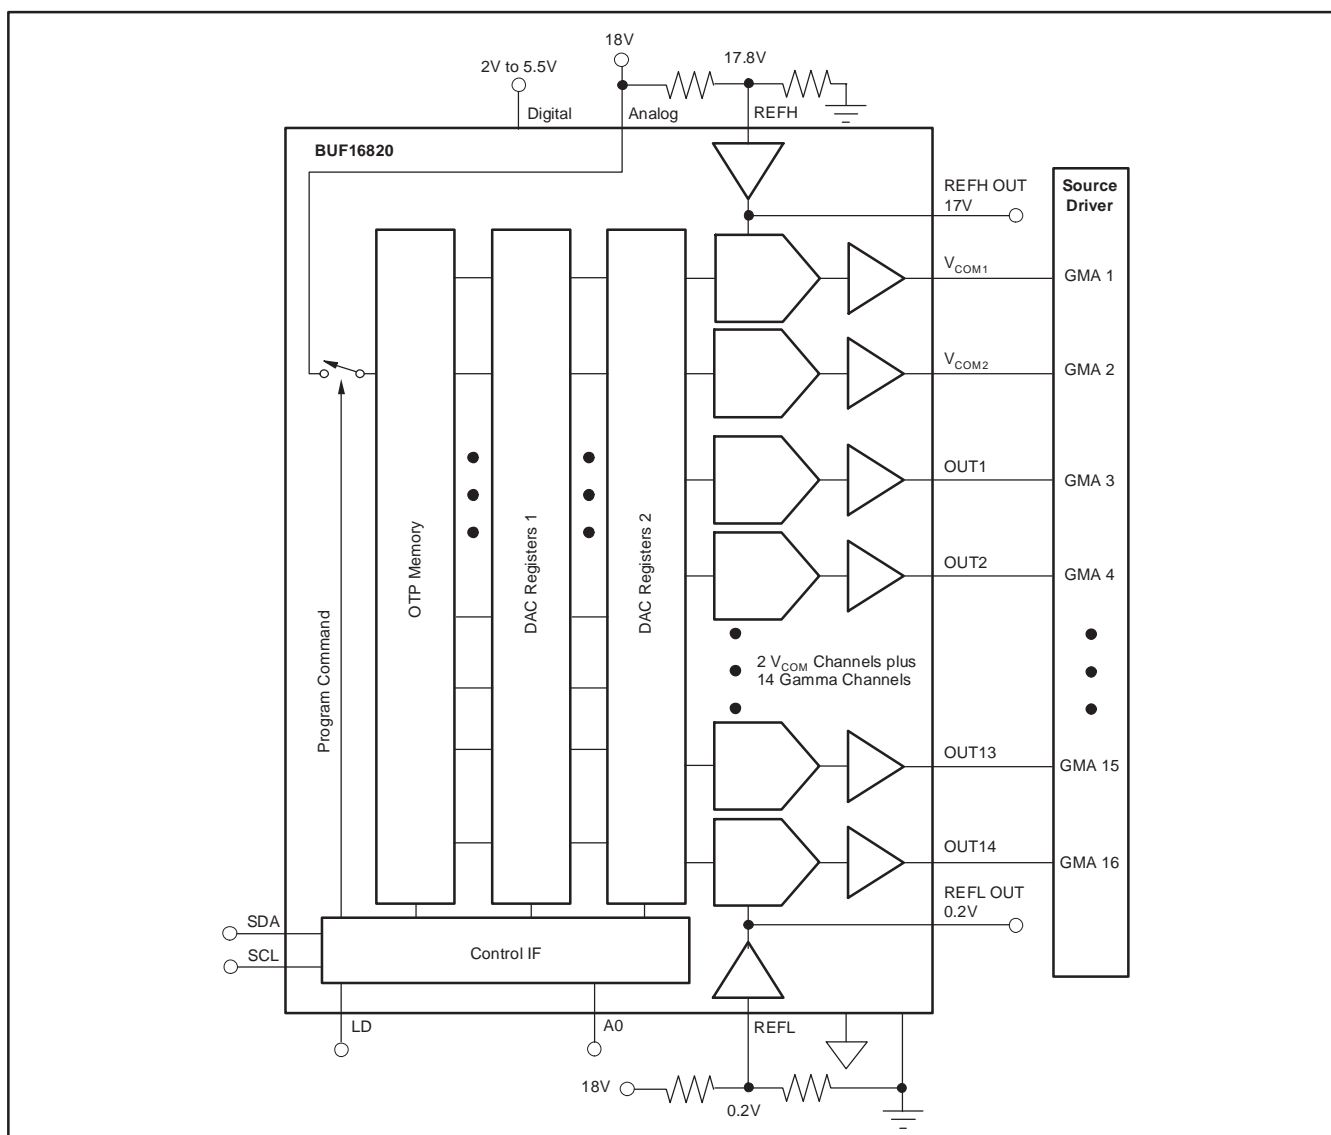 18V
17.8V
2V to 5.5V
Digital
Analog
REFH
BUF16820
REFH OUT
17V
Source
Driver
VCOM1
GMA 1
VCOM2
GMA 2
OUT1
GMA 3
OUT2
GMA 4
OTP Memory
DAC Registers 1
DAC Registers 2
Program Command
2 VCOM Channels plus
14 Gamma Channels
OUT13
GMA 15
OUT14
GMA 16
REFL OUT
0.2V
SDA
SCL
Control IF
LD
A0
REFL
18V
0.2V